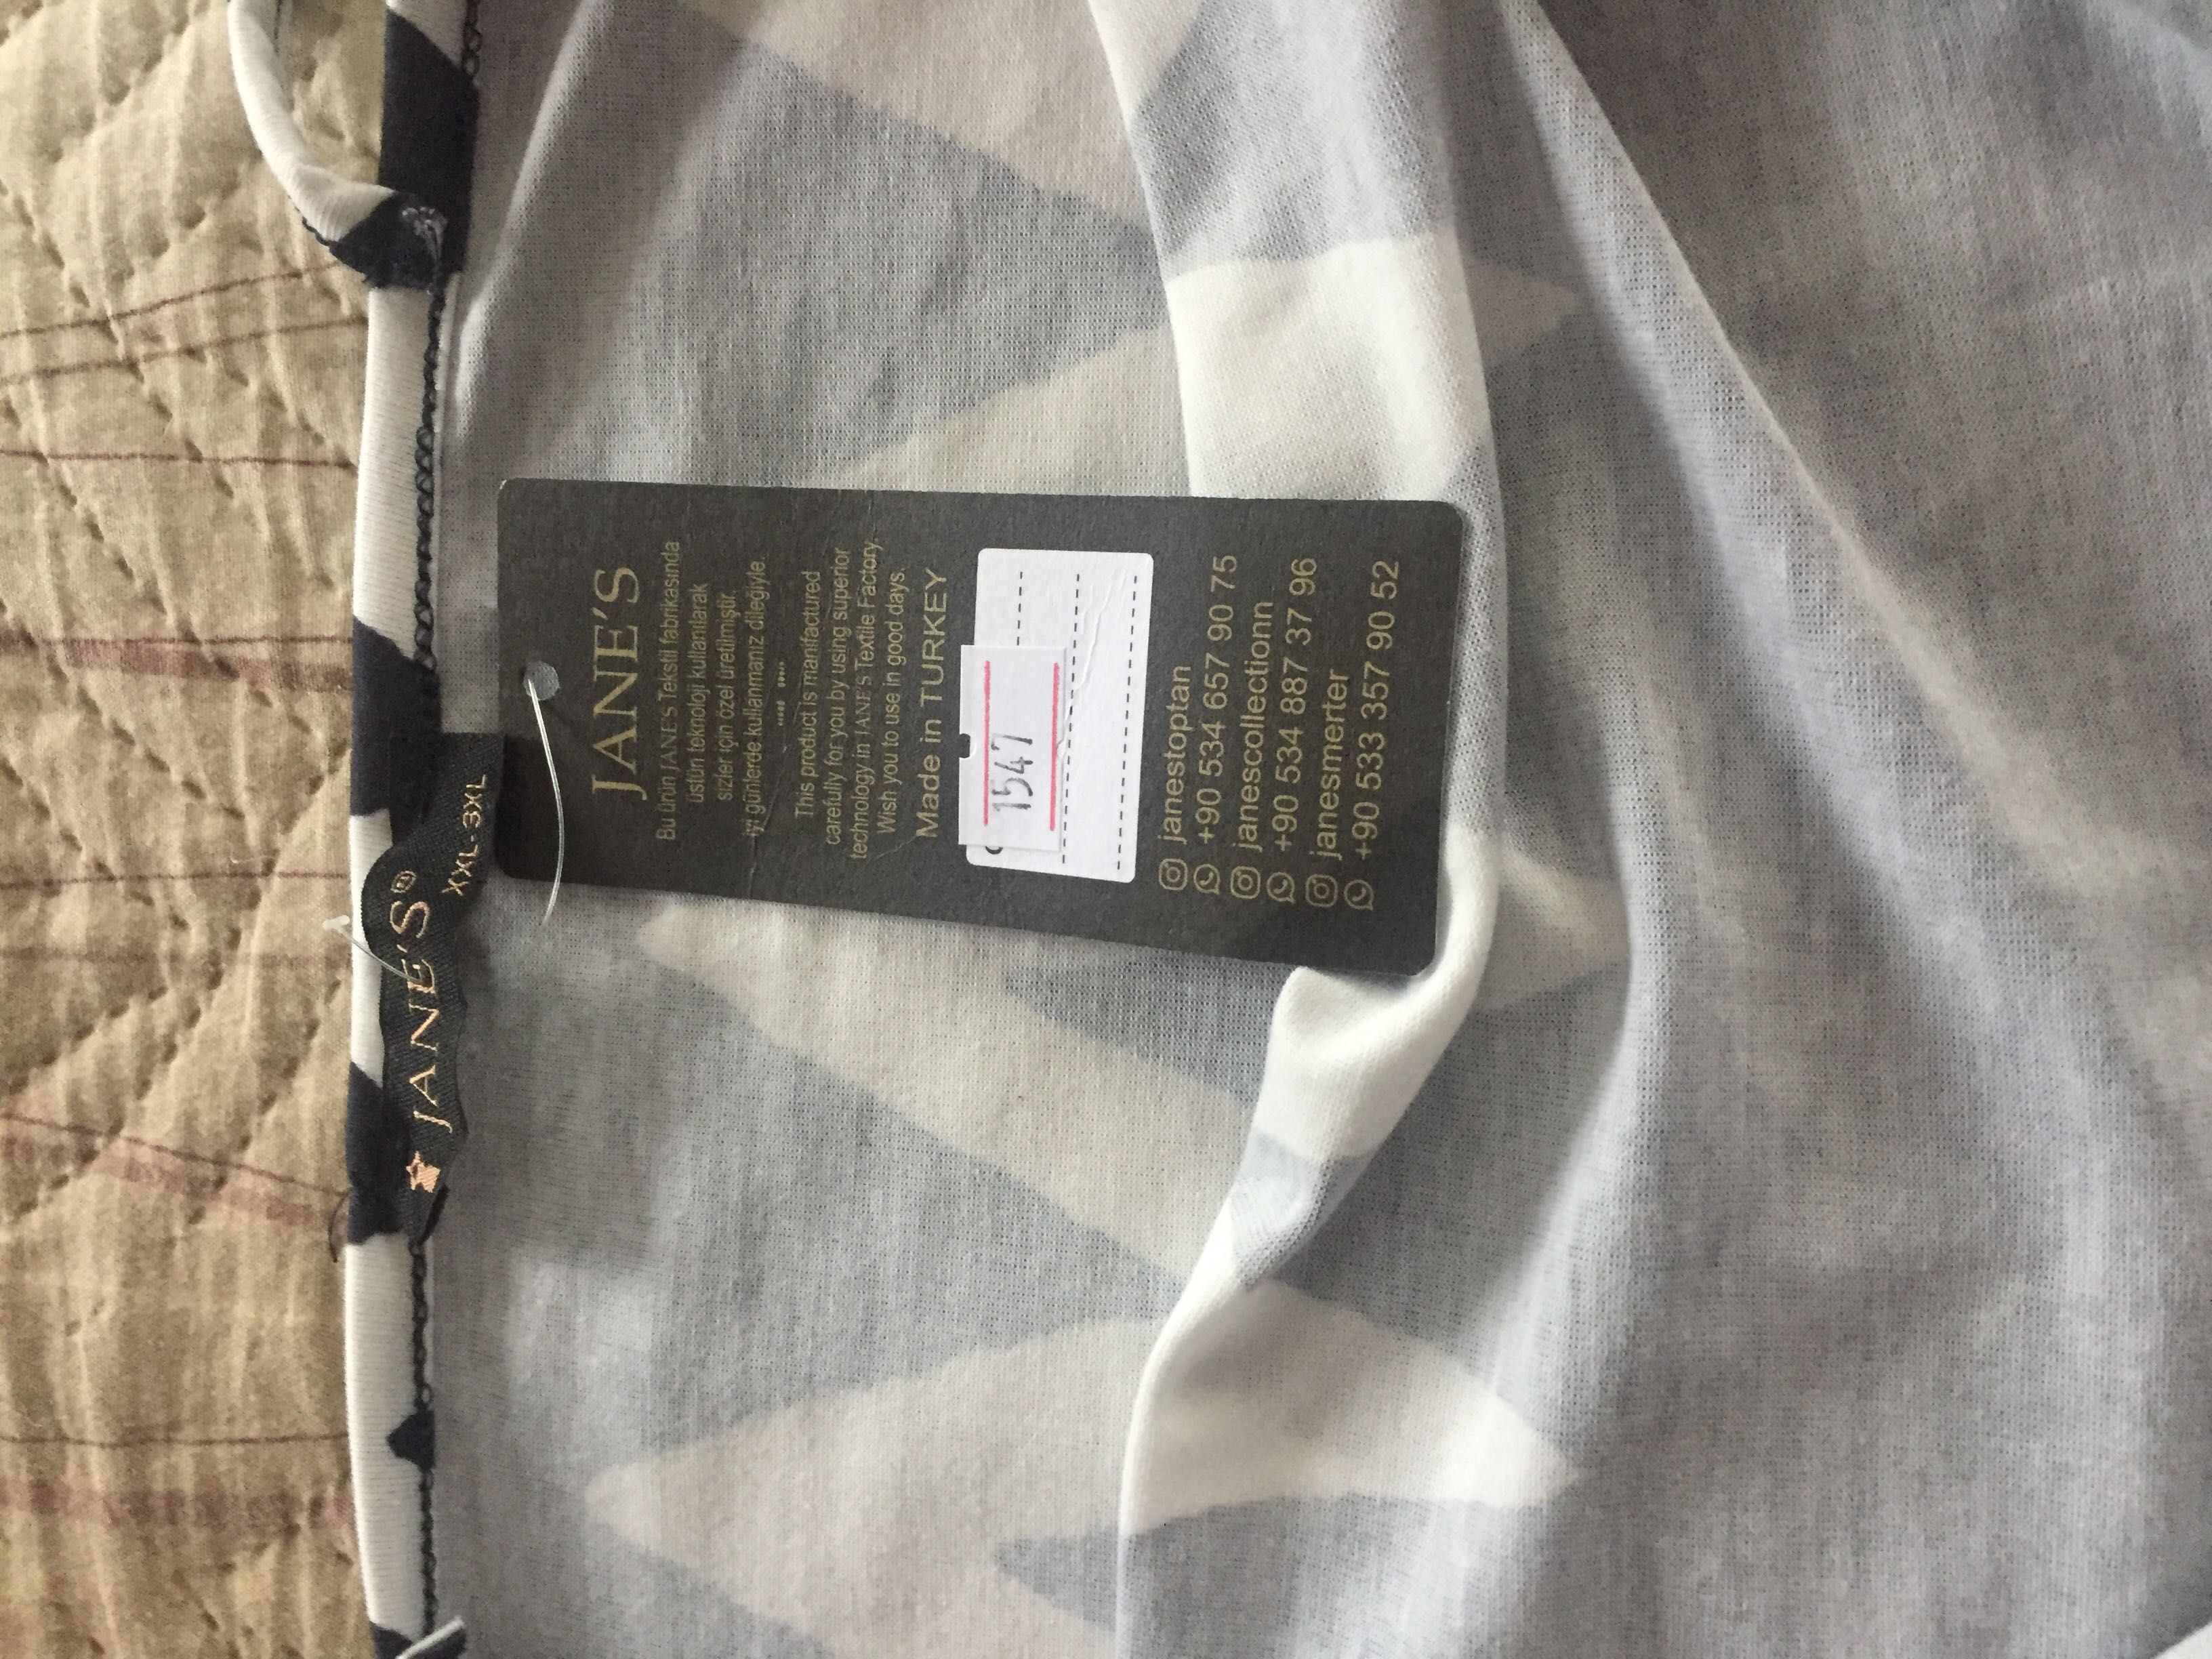 JANE'S
Bu ürün JANE'S Tekstil fabrikasında
üstün teknoloji kullanılarak
sizler için özel üretilmiştir.
iyi günlerde kullanmanız dileğiyle.
This product is manifactured
carefully for you by using superior
technology in JANE'S Textile Factory.
Wish you to use in good days.
Made in TURKEY
1547
janestoptan
+90 534 657 90 75
janescollectionn
+90 534 887 37 96
janesmerter
+90 533 357 90 52
JANE'S®
XXL-3XL